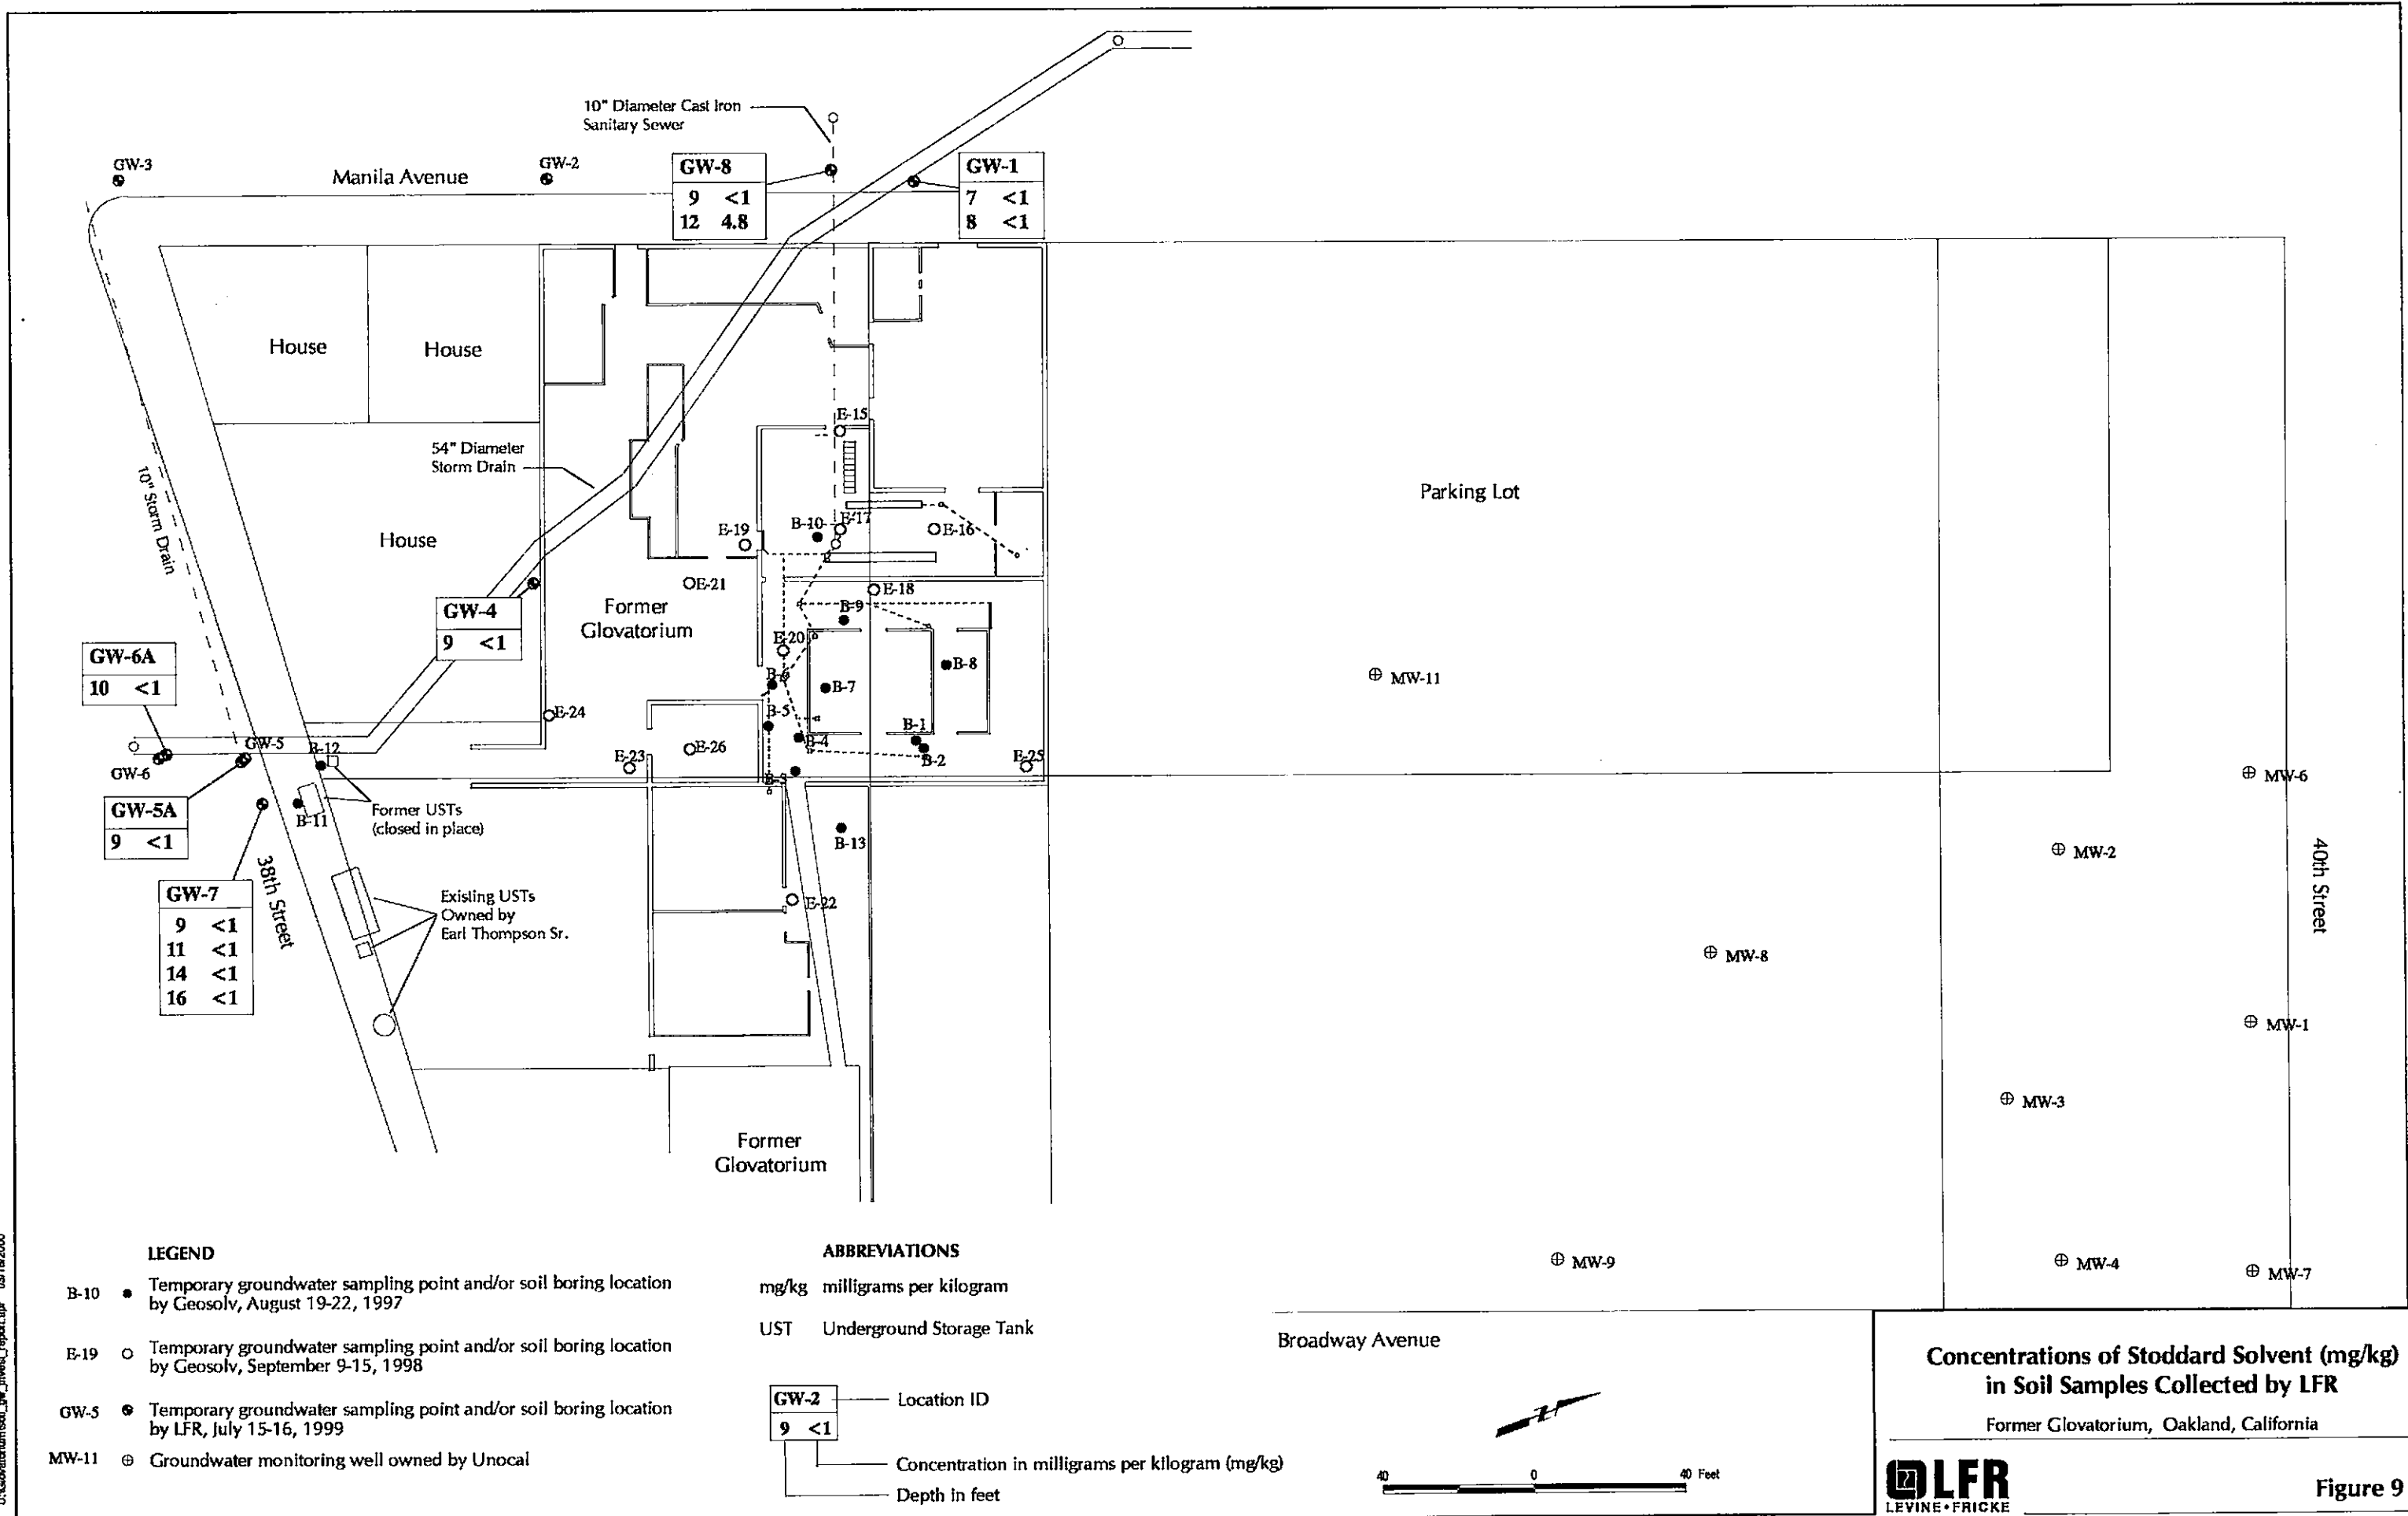 10" Diameter Cast Iron
Sanitary Sewer
GW-3
Manila Avenue
GW-2
GW-8
9 <1
12 4.8
GW-1
7 <1
8 <1
House
House
E-15
54" Diameter
Storm Drain
10" Storm Drain
Parking Lot
House
E-19
B-10
E-17
E-16
E-21
E-18
GW-4
9 <1
Former
Glovatorium
B-9
E-20
B-8
GW-6A
10 <1
B-7
MW-11
E-24
B-5
B-1
GW-5
B-12
B-4
E-26
B-2
E-23
E-25
GW-6
MW-6
GW-5A
9 <1
Former USTs
(closed in place)
B-11
B-13
MW-2
38th Street
40th Street
GW-7
9 <1
11 <1
14 <1
16 <1
Existing USTs
Owned by
Earl Thompson Sr.
E-22
MW-8
MW-1
MW-3
Former
Glovatorium
MW-9
MW-4
MW-7
LEGEND
B-10 Temporary groundwater sampling point and/or soil boring location
by Geosolv, August 19-22, 1997
E-19 Temporary groundwater sampling point and/or soil boring location
by Geosolv, September 9-15, 1998
GW-5 Temporary groundwater sampling point and/or soil boring location
by LFR, July 15-16, 1999
MW-11 Groundwater monitoring well owned by Unocal
ABBREVIATIONS
mg/kg milligrams per kilogram
UST Underground Storage Tank
GW-2 Location ID
9 <1
Concentration in milligrams per kilogram (mg/kg)
Depth in feet
Broadway Avenue
40 0 40 Feet
Concentrations of Stoddard Solvent (mg/kg)
in Soil Samples Collected by LFR
Former Glovatorium, Oakland, California
LFR
LEVINE•FRICKE
Figure 9